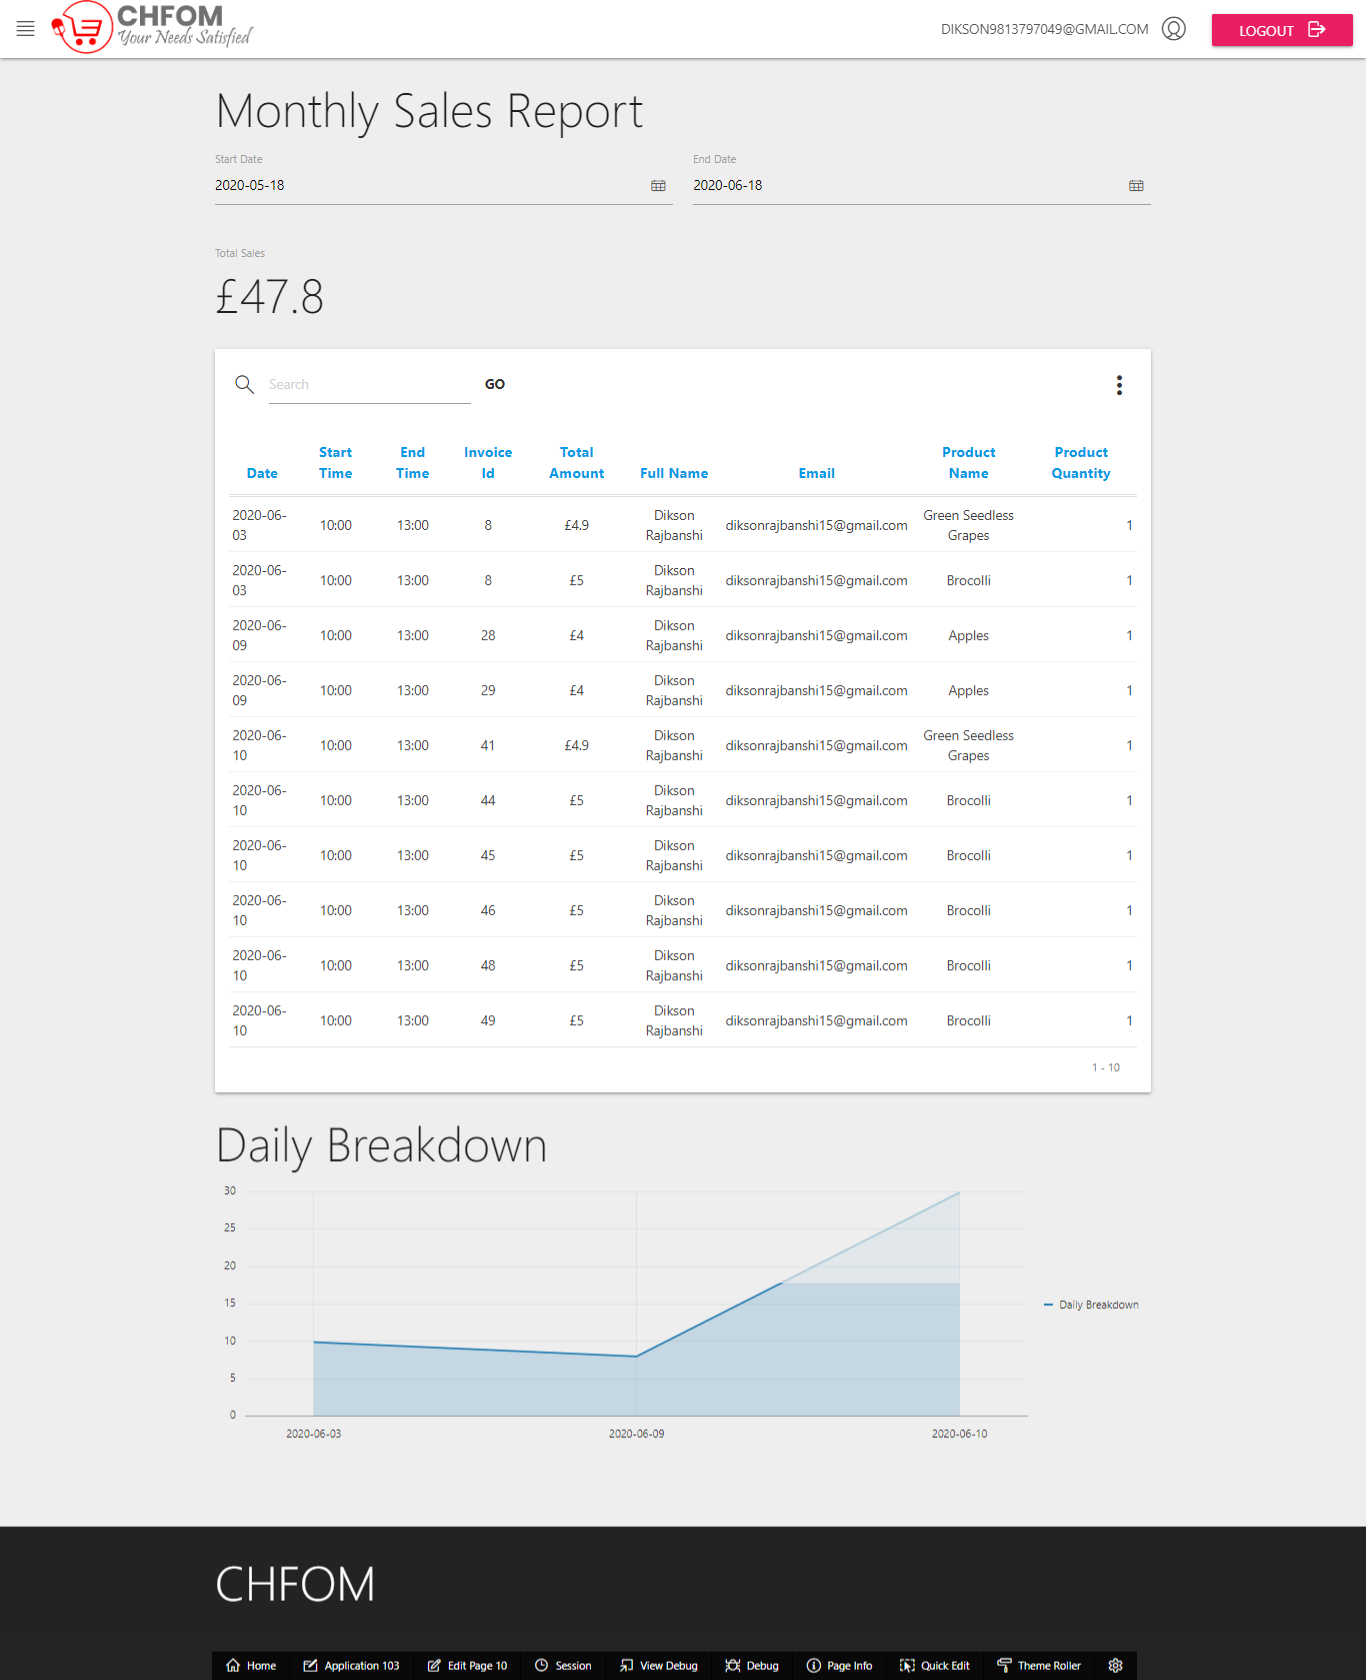 CHFOM
Your Needs Satisfied
DIKSON9813797049@GMAIL.COM
LOGOUT
Monthly Sales Report
Start Date
End Date
2020-05-18
2020-06-18
Total Sales
£47.8
Search
GO
Date Start Time End Time Invoice Id Total Amount Full Name Email Product Name Product Quantity
2020-06-03 10:00 13:00 8 £4.9 Dikson Rajbanshi diksonrajbanshi15@gmail.com Green Seedless Grapes 1
2020-06-03 10:00 13:00 8 £5 Dikson Rajbanshi diksonrajbanshi15@gmail.com Brocolli 1
2020-06-09 10:00 13:00 28 £4 Dikson Rajbanshi diksonrajbanshi15@gmail.com Apples 1
2020-06-09 10:00 13:00 29 £4 Dikson Rajbanshi diksonrajbanshi15@gmail.com Apples 1
2020-06-10 10:00 13:00 41 £4.9 Dikson Rajbanshi diksonrajbanshi15@gmail.com Green Seedless Grapes 1
2020-06-10 10:00 13:00 44 £5 Dikson Rajbanshi diksonrajbanshi15@gmail.com Brocolli 1
2020-06-10 10:00 13:00 45 £5 Dikson Rajbanshi diksonrajbanshi15@gmail.com Brocolli 1
2020-06-10 10:00 13:00 46 £5 Dikson Rajbanshi diksonrajbanshi15@gmail.com Brocolli 1
2020-06-10 10:00 13:00 48 £5 Dikson Rajbanshi diksonrajbanshi15@gmail.com Brocolli 1
2020-06-10 10:00 13:00 49 £5 Dikson Rajbanshi diksonrajbanshi15@gmail.com Brocolli 1
1 - 10
Daily Breakdown
30
25
20
15
10
5
0
2020-06-03 2020-06-09 2020-06-10
Daily Breakdown
CHFOM
Home Application 103 Edit Page 10 Session View Debug Debug Page Info Quick Edit Theme Roller